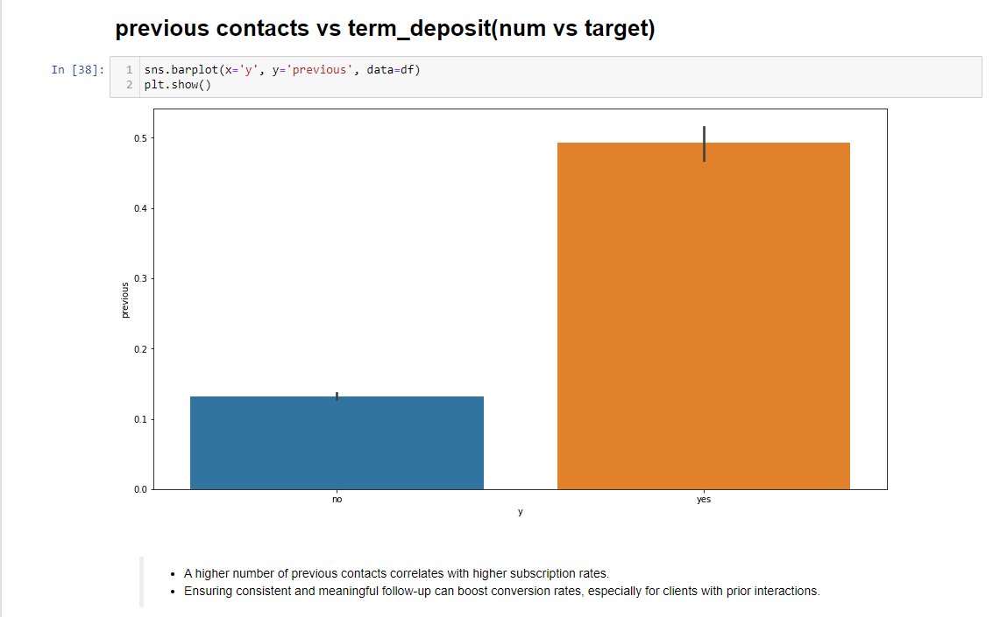 previous contacts vs term_deposit(num vs target)
In [38]:
1 sns.barplot(x='y', y='previous', data=df)
2 plt.show()
0.5
0.4
0.3
0.2
0.1
0.0
previous
no yes
y
• A higher number of previous contacts correlates with higher subscription rates.
• Ensuring consistent and meaningful follow-up can boost conversion rates, especially for clients with prior interactions.